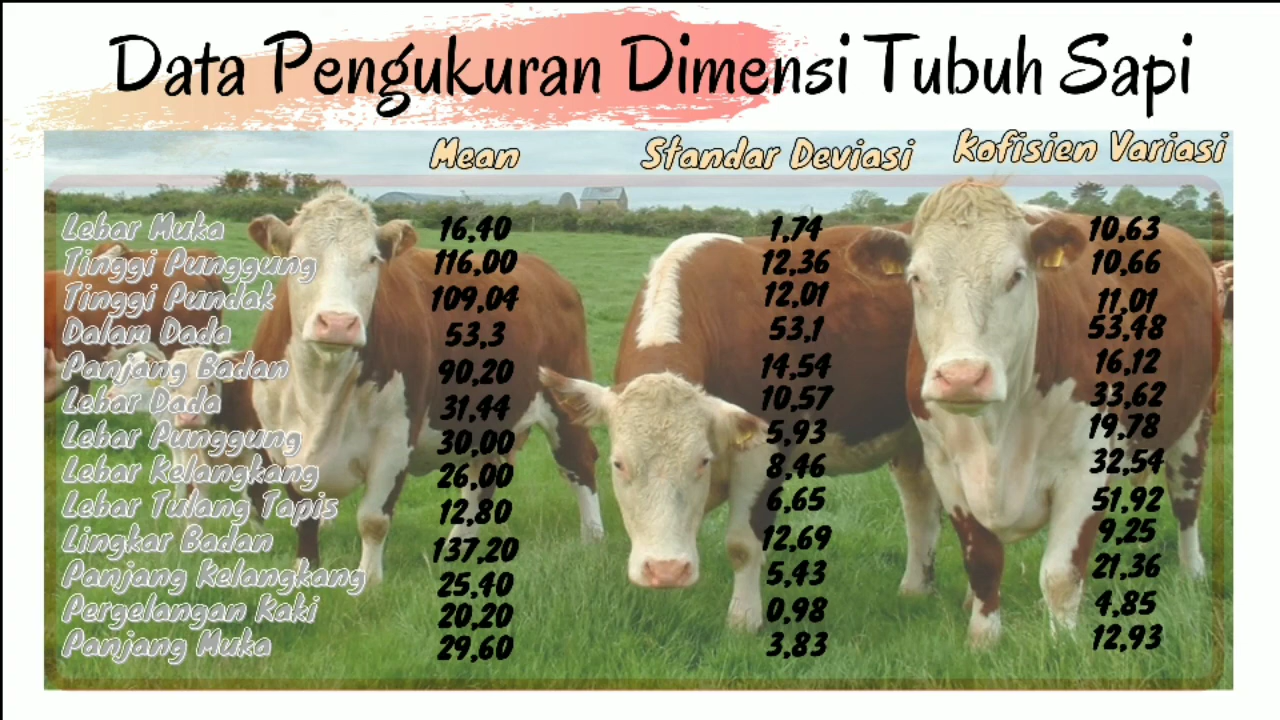 Data Pengukuran Dimensi Tubuh Sapi
Mean Standar Deviasi Kofisien Variasi
Lebar Muka 16,40 1,74 10,63
Tinggi Punggung 116,00 12,36 10,66
Tinggi Pundak 109,04 12,01 11,01
Dalam Dada 53,3 53,1 53,48
Panjang Badan 90,20 14,54 16,12
Lebar Dada 31,44 10,57 33,62
Lebar Punggung 30,00 5,93 19,78
Lebar Kelangkang 26,00 8,46 32,54
Lebar Tulang Tapis 12,80 6,65 51,92
Lingkar Badan 137,20 12,69 9,25
Panjang Kelangkang 25,40 5,43 21,36
Pergelangan Kaki 20,20 0,98 4,85
Panjang Muka 29,60 3,83 12,93